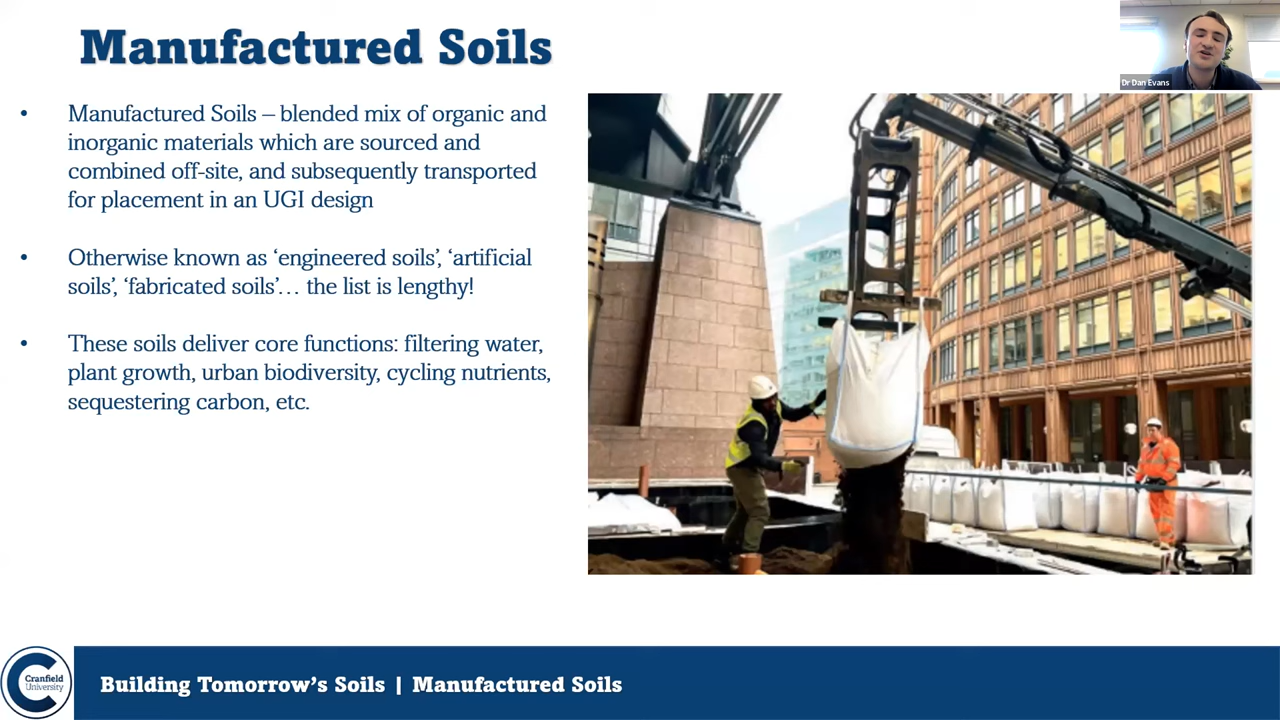 Manufactured Soils
Dr Dan Evans
• Manufactured Soils – blended mix of organic and
inorganic materials which are sourced and
combined off-site, and subsequently transported
for placement in an UGI design
• Otherwise known as ‘engineered soils’, ‘artificial
soils’, ‘fabricated soils’… the list is lengthy!
• These soils deliver core functions: filtering water,
plant growth, urban biodiversity, cycling nutrients,
sequestering carbon, etc.
Cranfield
University
Building Tomorrow’s Soils | Manufactured Soils